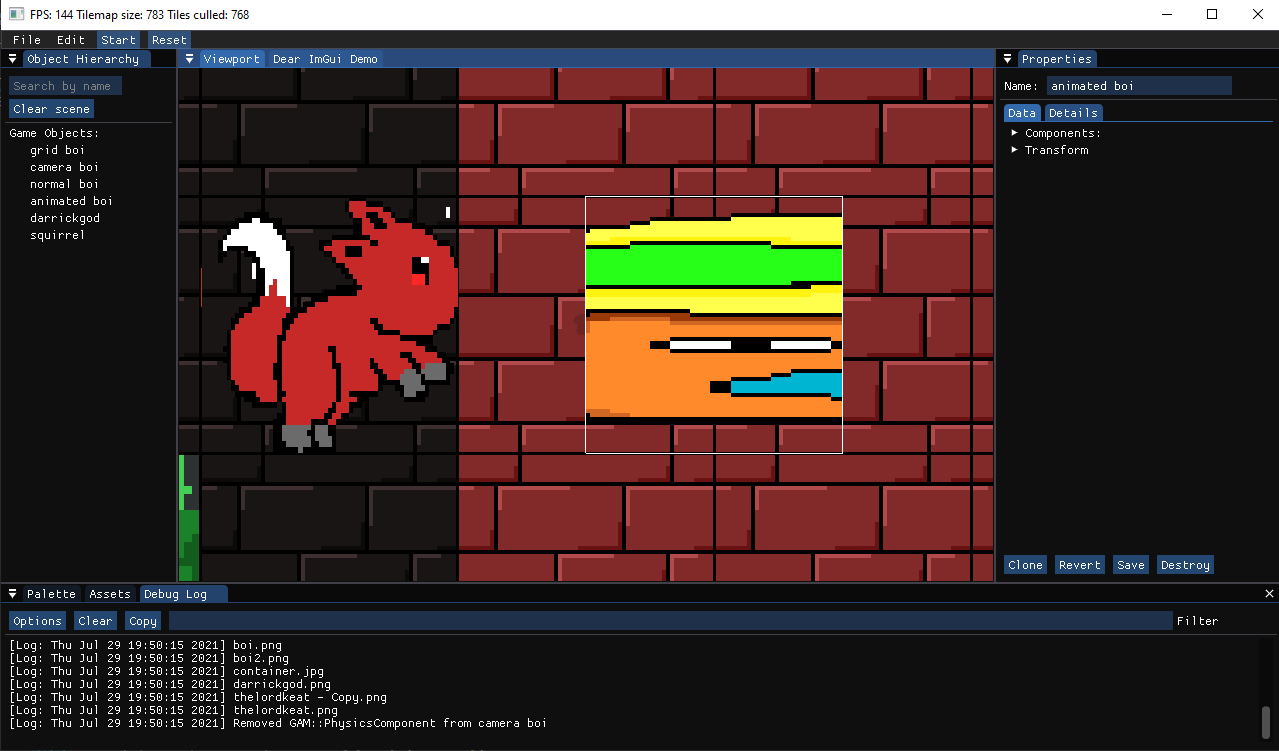 FPS: 144 Tilemap size: 783 Tiles culled: 768
File Edit Start Reset
Object Hierarchy
Search by name
Clear scene
Game Objects:
grid boi
camera boi
normal boi
animated boi
darrickgod
squirrel
Viewport Dear ImGui Demo
Properties
Name: animated boi
Data Details
Components:
Transform
Clone Revert Save Destroy
Palette Assets Debug Log
Options Clear Copy Filter
[Log: Thu Jul 29 19:50:15 2021] boi.png
[Log: Thu Jul 29 19:50:15 2021] boi2.png
[Log: Thu Jul 29 19:50:15 2021] container.jpg
[Log: Thu Jul 29 19:50:15 2021] darrickgod.png
[Log: Thu Jul 29 19:50:15 2021] thelordkeat - Copy.png
[Log: Thu Jul 29 19:50:15 2021] thelordkeat.png
[Log: Thu Jul 29 19:50:15 2021] Removed GAM::PhysicsComponent from camera boi